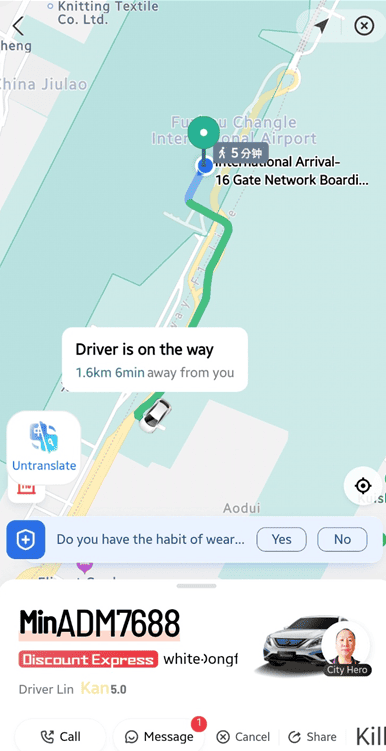 Knitting Textile
Co. Ltd.
heng
China Jiulao
Changle
International Airport
5分钟
International Arrival-
16 Gate Network Boardi...
Driver is on the way
1.6km 6min away from you
Untranslate
Aodui
Do you have the habit of wear...
Yes
No
MinADM7688
Discount Express
white·Dongf
City Hero
Driver Lin Kan 5.0
Call
Message
1
Cancel
Share
Kill